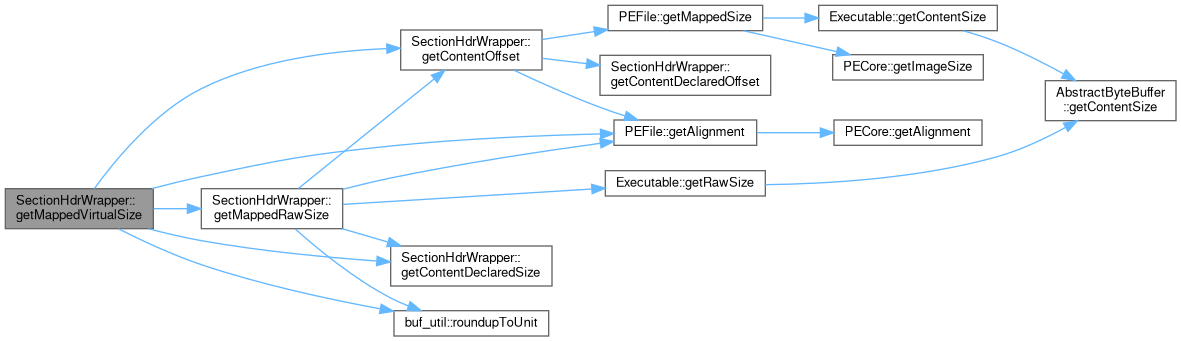 SectionHdrWrapper::
getMappedVirtualSize
SectionHdrWrapper::
getContentOffset
SectionHdrWrapper::
getMappedRawSize
PEFile::getMappedSize
SectionHdrWrapper::
getContentDeclaredOffset
PEFile::getAlignment
Executable::getRawSize
SectionHdrWrapper::
getContentDeclaredSize
buf_util::roundupToUnit
Executable::getContentSize
PECore::getImageSize
PECore::getAlignment
AbstractByteBuffer
::getContentSize